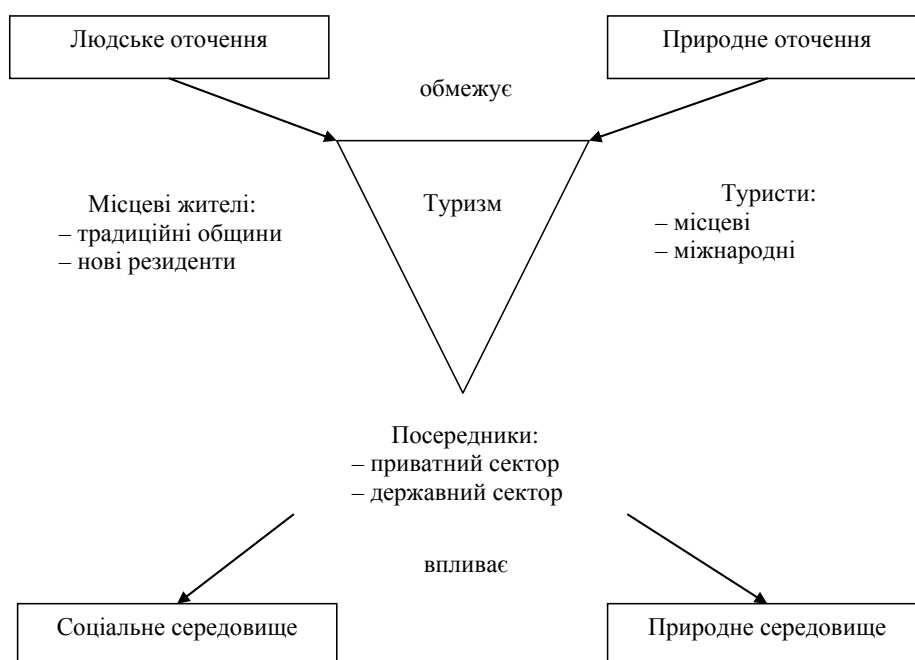 Людське оточення
Природне оточення
обмежує
Туризм
Місцеві жителі:
– традиційні общини
– нові резиденти
Туристи:
– місцеві
– міжнародні
Посередники:
– приватний сектор
– державний сектор
впливає
Соціальне середовище
Природне середовище